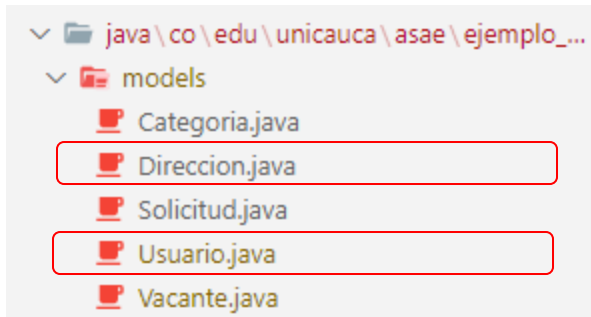 java\co\edu\unicauca\asae\ejemplo_...
models
Categoria.java
Direccion.java
Solicitud.java
Usuario.java
Vacante.java